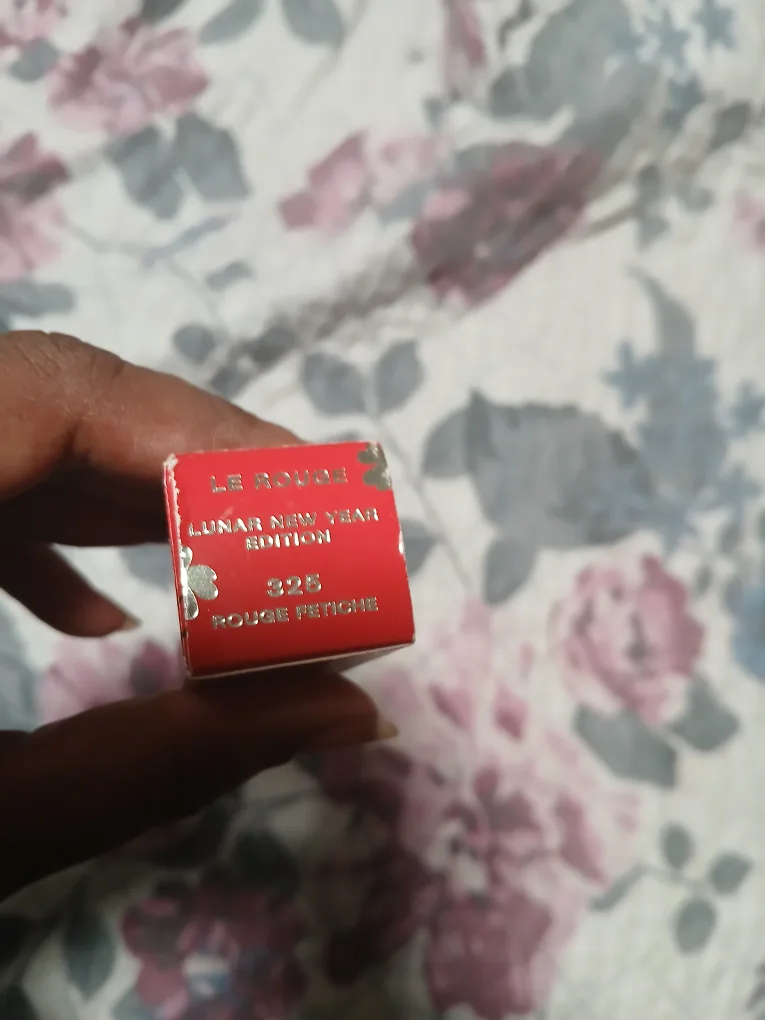 LE ROUGE
LUNAR NEW YEAR
EDITION
325
ROUGE FETICHE